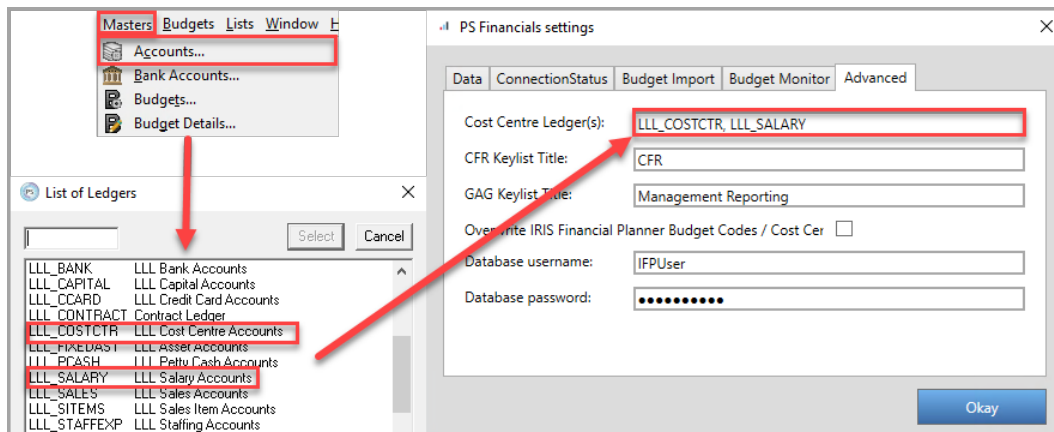 Masters Budgets Lists Window H
Accounts...
Bank Accounts...
Budgets...
Budget Details...
List of Ledgers
Select Cancel
LLL_BANK LLL Bank Accounts
LLL_CAPITAL LLL Capital Accounts
LLL_CCARD LLL Credit Card Accounts
LLL_CONTRACT Contract Ledger
LLL_COSTCTR LLL Cost Centre Accounts
LLL_FIXEDAST LLL Asset Accounts
LLL_PCASH LLL Petty Cash Accounts
LLL_SALARY LLL Salary Accounts
LLL_SALES LLL Sales Accounts
LLL_SITEMS LLL Sales Item Accounts
LLL_STAFFEXP LLL Staffing Accounts
PS Financials settings
Data ConnectionStatus Budget Import Budget Monitor Advanced
Cost Centre Ledger(s): LLL_COSTCTR, LLL_SALARY
CFR Keylist Title: CFR
GAG Keylist Title: Management Reporting
Overwrite IRIS Financial Planner Budget Codes / Cost Cer
Database username: IFPUser
Database password: ●●●●●●●●●●
Okay